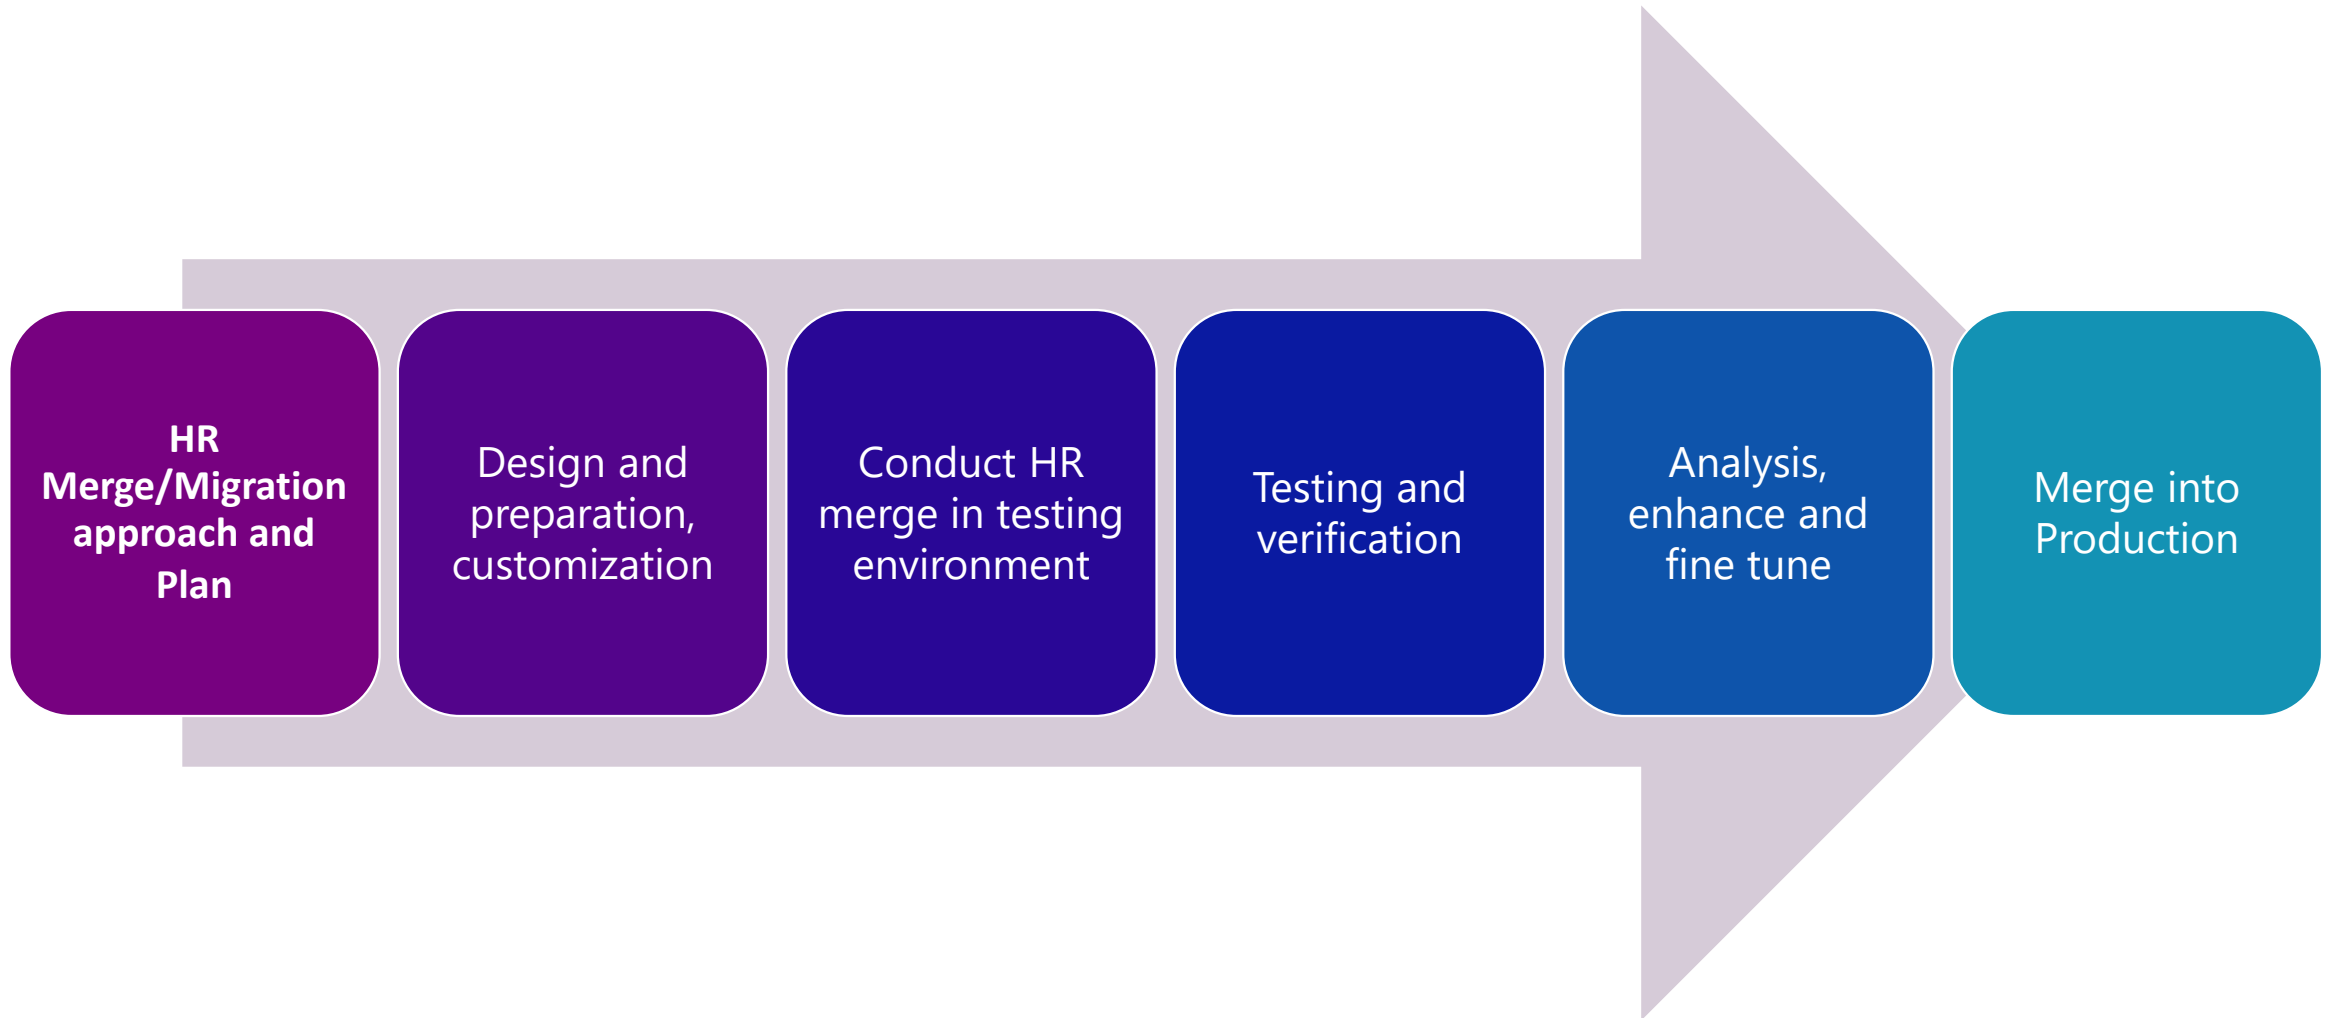 HR
Merge/Migration
approach and
Plan
Design and
preparation,
customization
Conduct HR
merge in testing
environment
Testing and
verification
Analysis,
enhance and
fine tune
Merge into
Production